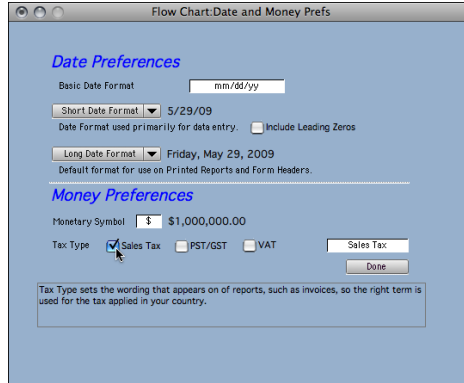 Flow Chart:Date and Money Prefs
Date Preferences
Basic Date Format mm/dd/yy
Short Date Format 5/29/09
Date Format used primarily for data entry. Include Leading Zeros
Long Date Format Friday, May 29, 2009
Default format for use on Printed Reports and Form Headers.
Money Preferences
Monetary Symbol $ $1,000,000.00
Tax Type Sales Tax PST/GST VAT Sales Tax
Done
Tax Type sets the wording that appears on of reports, such as invoices, so the right term is
used for the tax applied in your country.